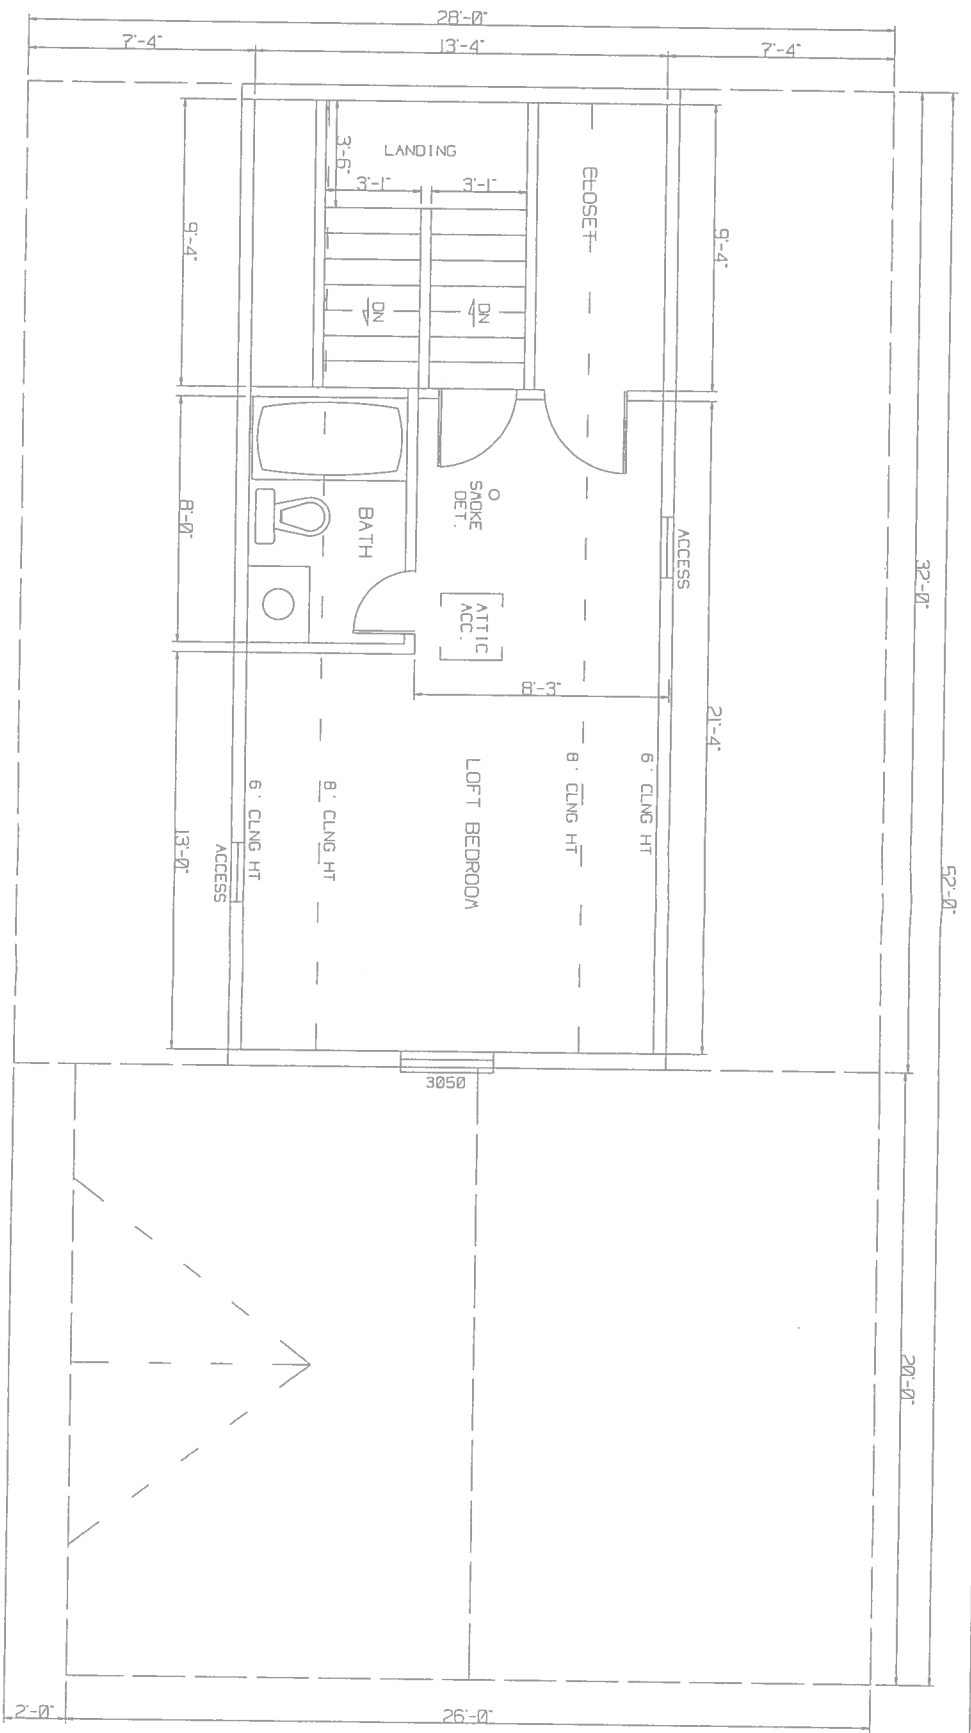 28'-0"
7'-4"
13'-4"
7'-4"
LANDING
3'-6"
3'-1"
3'-1"
CLOSET
9'-4"
9'-4"
DN
DN
SMOKE
DET.
BATH
8'-0"
ACCESS
32'-0"
ATTIC
ACC.
8'-3"
21'-4"
6' CLNG HT
8' CLNG HT
LOFT BEDROOM
8' CLNG HT
6' CLNG HT
13'-0"
ACCESS
52'-0"
3050
20'-0"
2'-0"
26'-0"